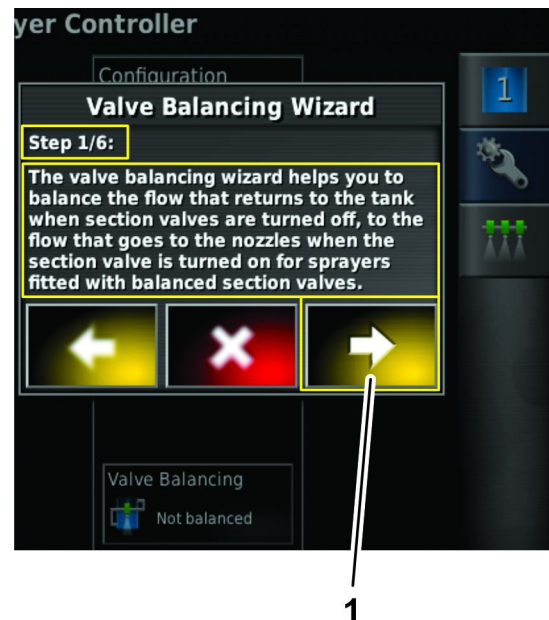 yer Controller
Configuration
1
Valve Balancing Wizard
Step 1/6:
The valve balancing wizard helps you to
balance the flow that returns to the tank
when section valves are turned off, to the
flow that goes to the nozzles when the
section valve is turned on for sprayers
fitted with balanced section valves.
Valve Balancing
Not balanced
1